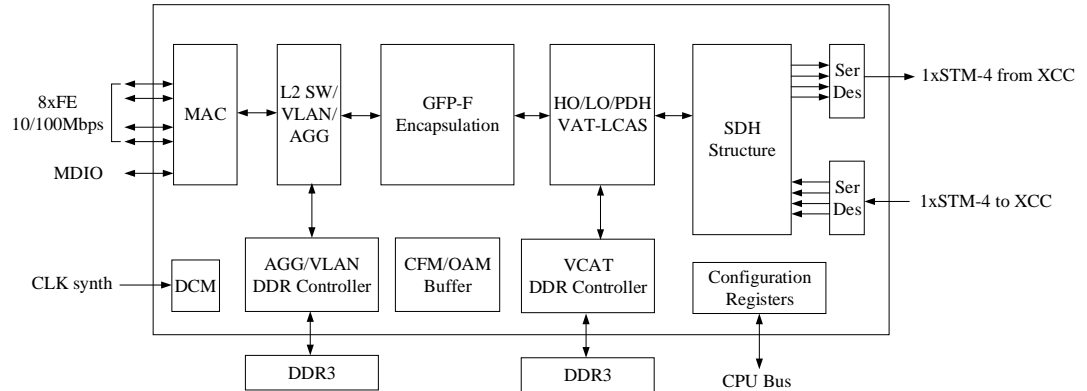 8xFE
10/100Mbps
MDIO
MAC
L2 SW/
VLAN/
AGG
GFP-F
Encapsulation
HO/LO/PDH
VAT-LCAS
SDH
Structure
Ser
Des
1xSTM-4 from XCC
Ser
Des
1xSTM-4 to XCC
CLK synth
DCM
AGG/VLAN
DDR Controller
CFM/OAM
Buffer
VCAT
DDR Controller
Configuration
Registers
DDR3
DDR3
CPU Bus